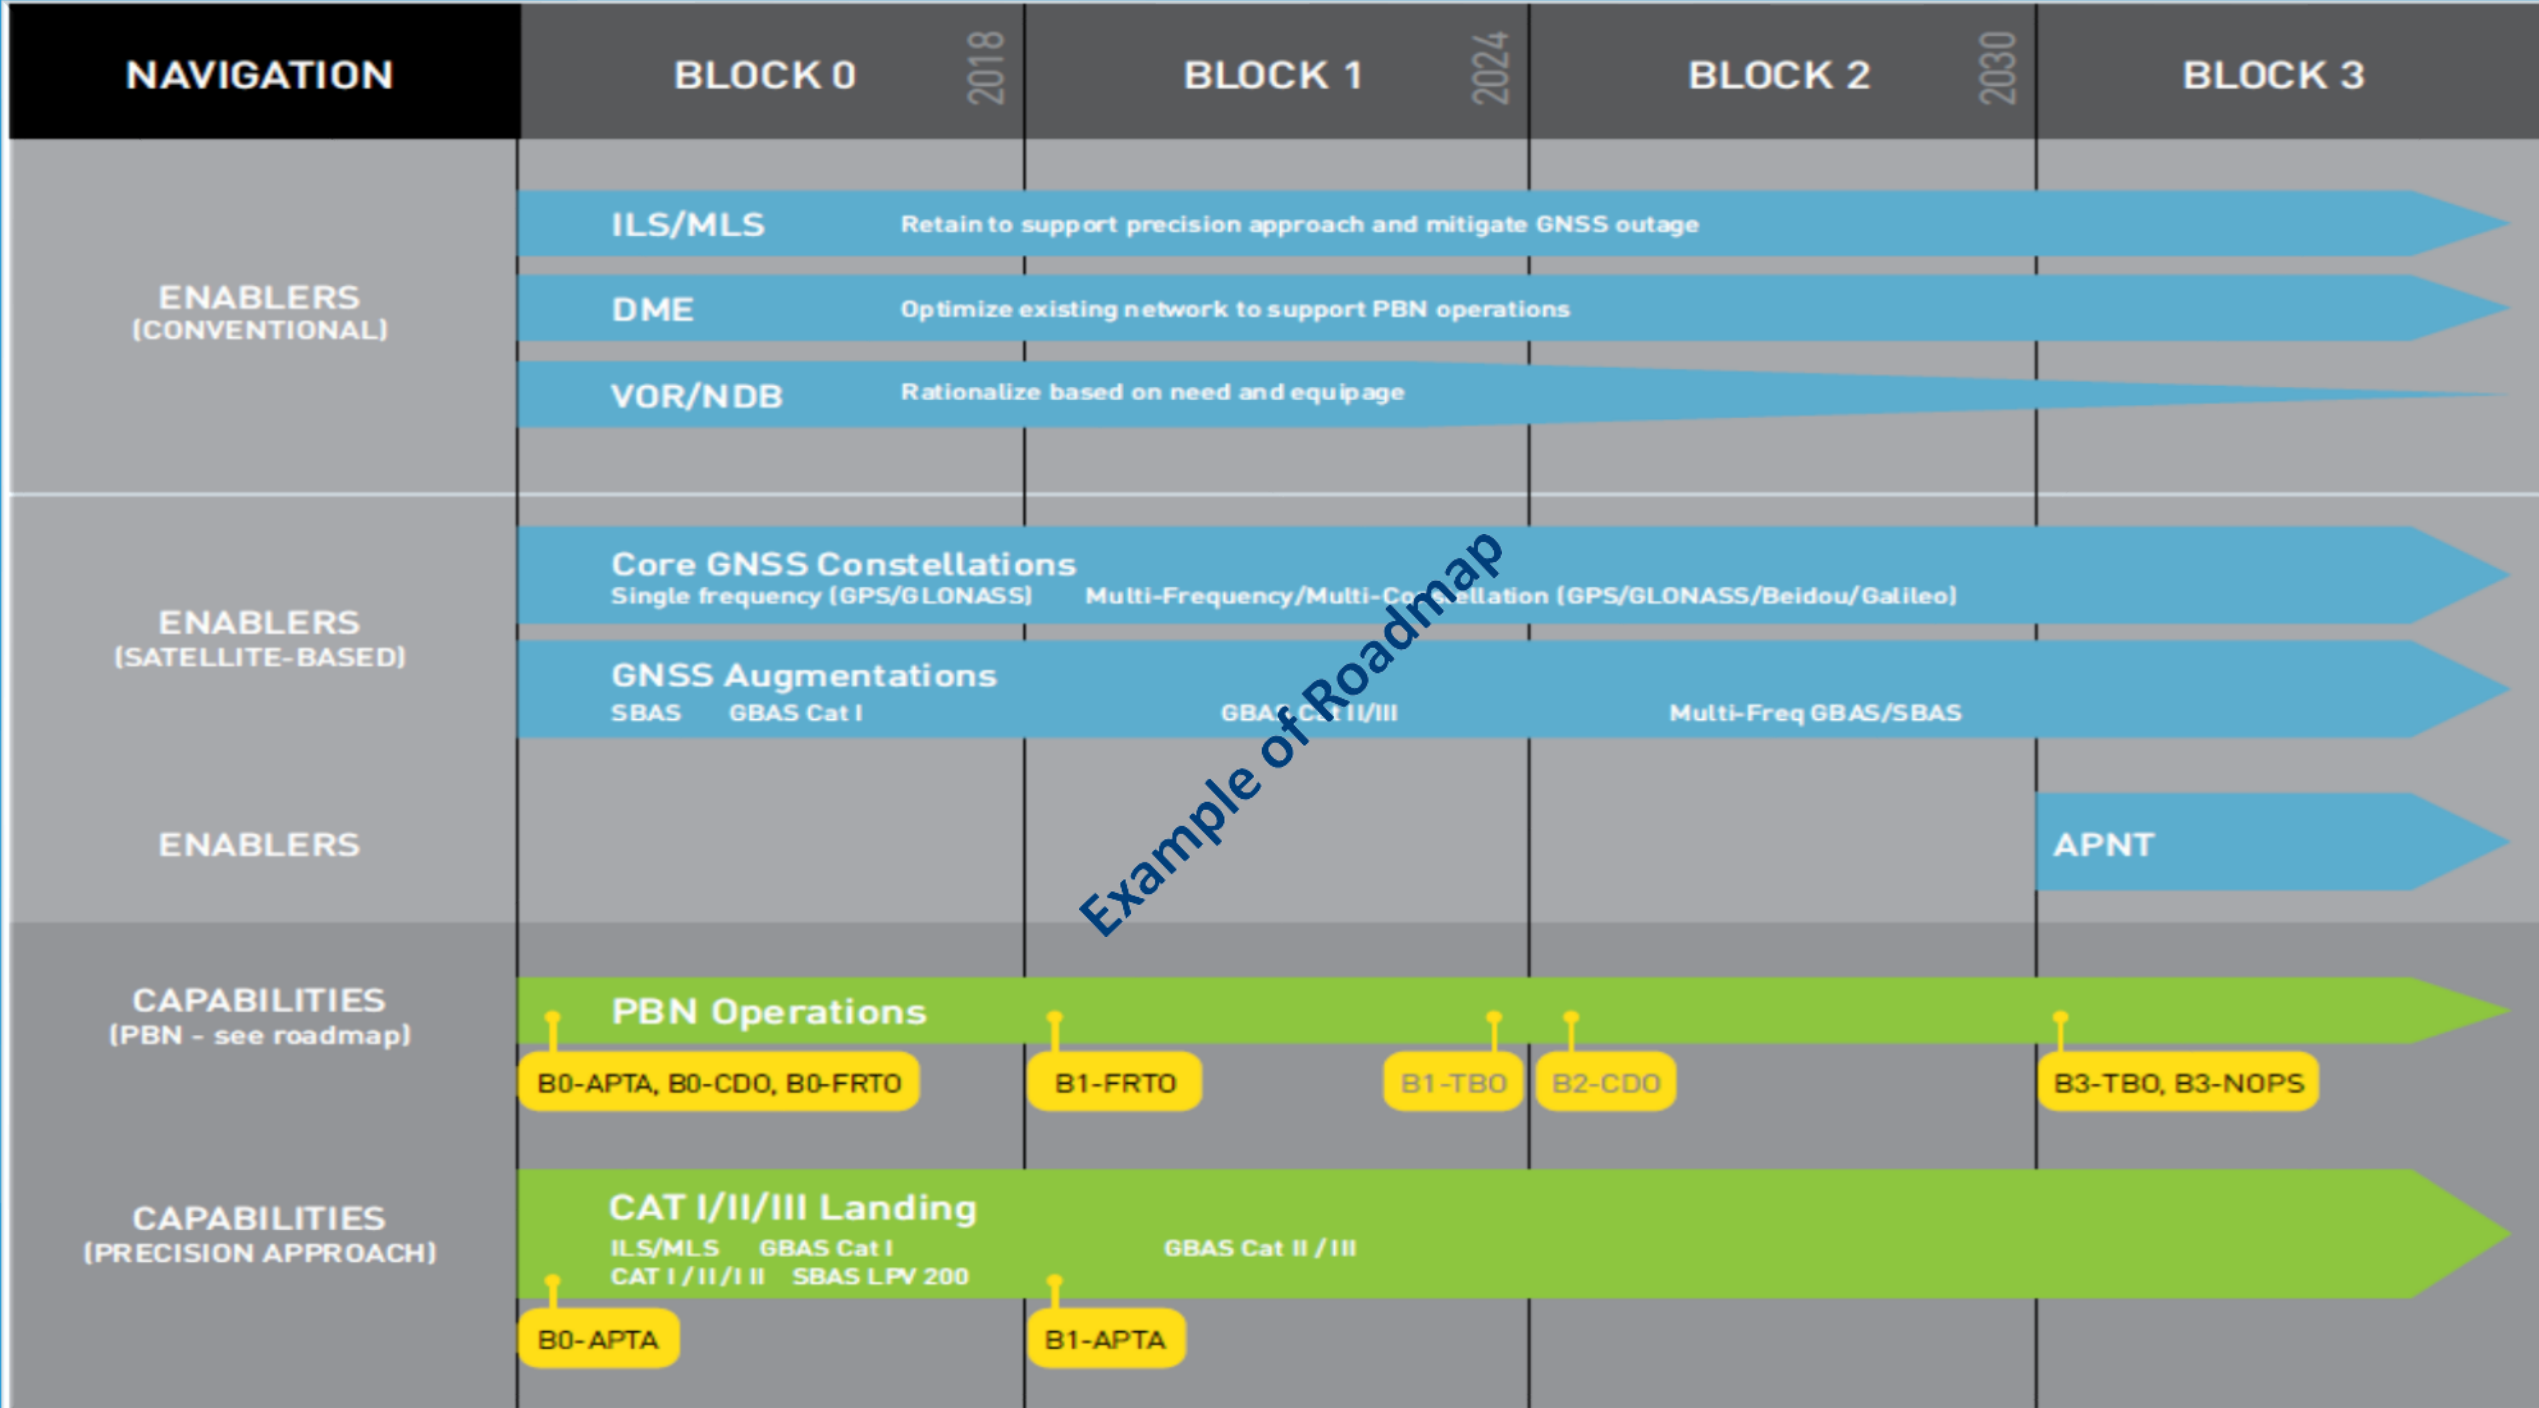 NAVIGATION
BLOCK 0
2018
BLOCK 1
2024
BLOCK 2
2030
BLOCK 3
ENABLERS
(CONVENTIONAL)
ILS/MLS
Retain to support precision approach and mitigate GNSS outage
DME
Optimize existing network to support PBN operations
VOR/NDB
Rationalize based on need and equipage
ENABLERS
(SATELLITE-BASED)
Core GNSS Constellations
Single frequency (GPS/GLONASS)
Multi-Frequency/Multi-Constellation (GPS/GLONASS/Beidou/Galileo)
GNSS Augmentations
SBAS
GBAS Cat I
GBAS Cat II/III
Multi-Freq GBAS/SBAS
Example of Roadmap
ENABLERS
APNT
CAPABILITIES
(PBN - see roadmap)
PBN Operations
B0-APTA, B0-CDO, B0-FRTO
B1-FRTO
B1-TBO
B2-CDO
B3-TBO, B3-NOPS
CAPABILITIES
(PRECISION APPROACH)
CAT I/II/III Landing
ILS/MLS
GBAS Cat I
GBAS Cat II / III
CAT I / II / III
SBAS LPV 200
B0-APTA
B1-APTA